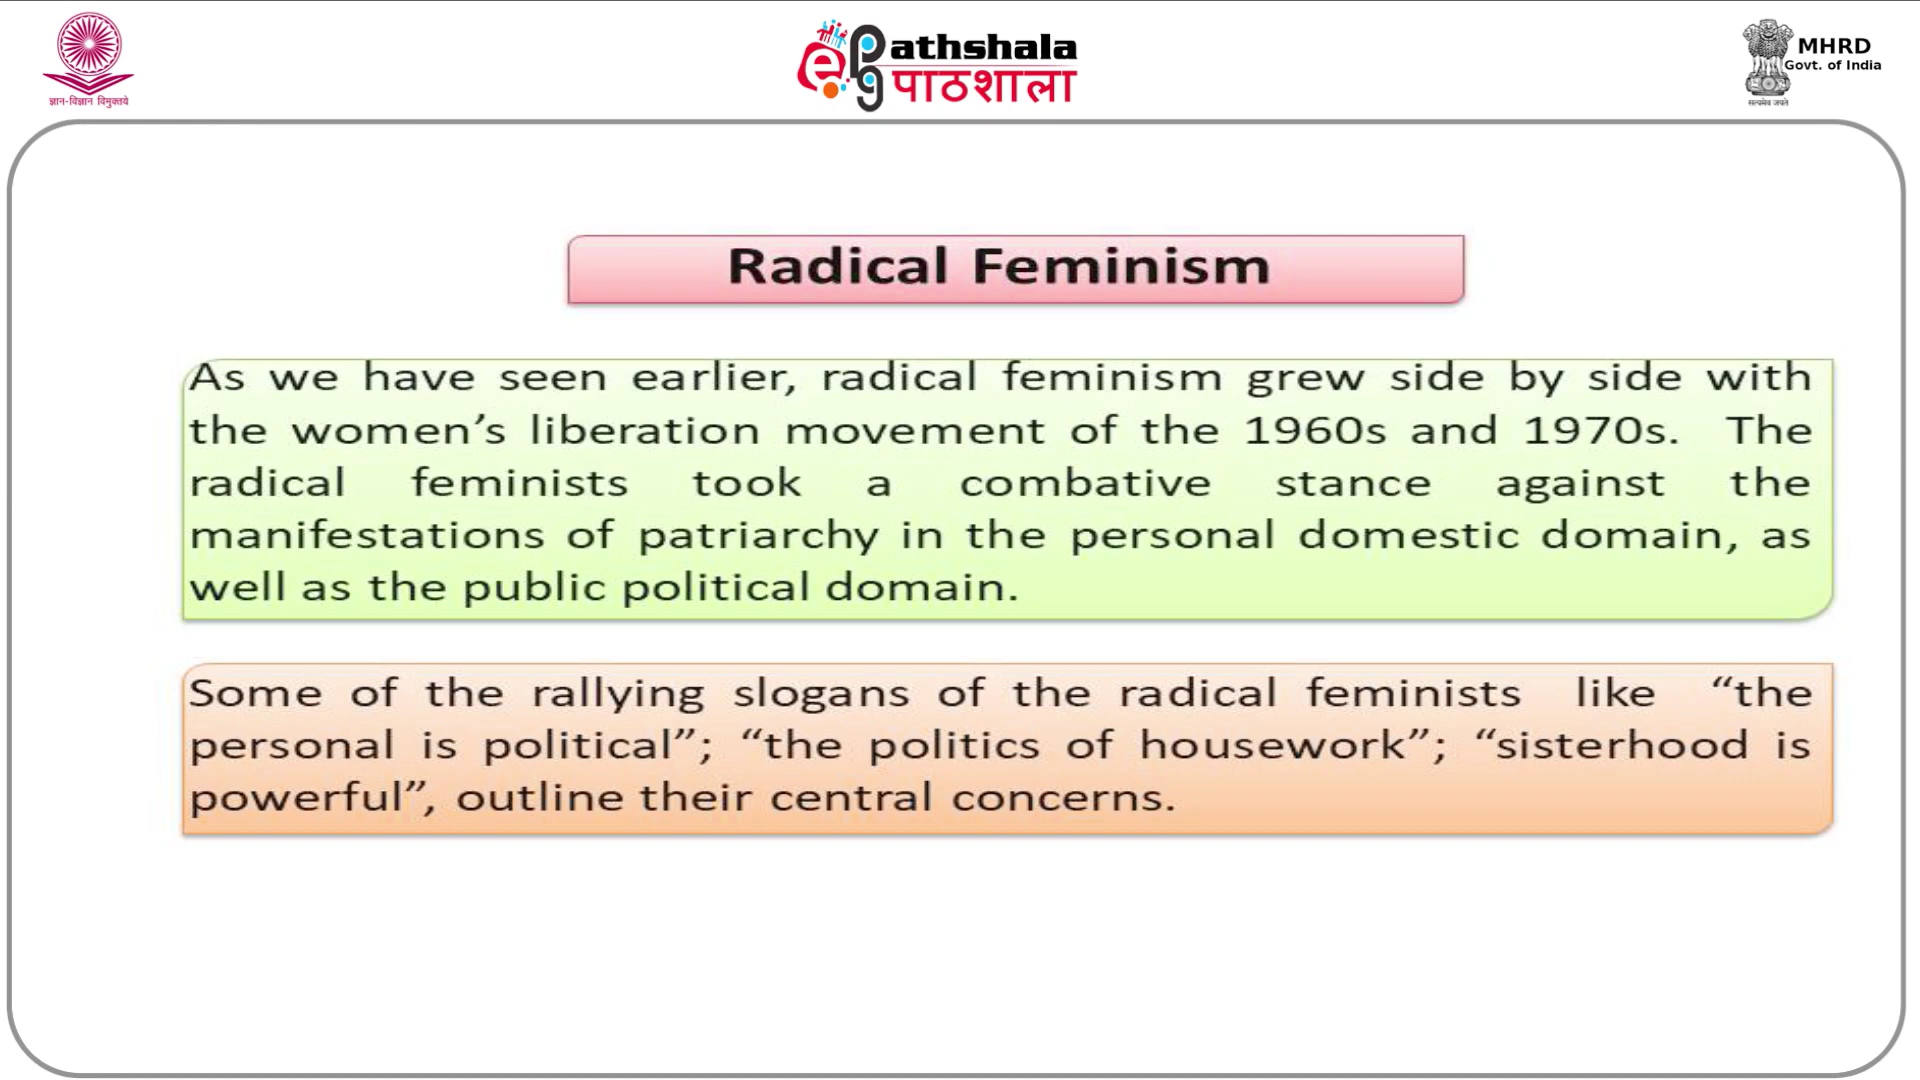 ज्ञान-विज्ञान विमुक्तये
e
pg
athshala
पाठशाला
MHRD
Govt. of India
सत्यमेव जयते
Radical Feminism
As we have seen earlier, radical feminism grew side by side with
the women’s liberation movement of the 1960s and 1970s. The
radical feminists took a combative stance against the
manifestations of patriarchy in the personal domestic domain, as
well as the public political domain.
Some of the rallying slogans of the radical feminists like “the
personal is political”; “the politics of housework”; “sisterhood is
powerful”, outline their central concerns.